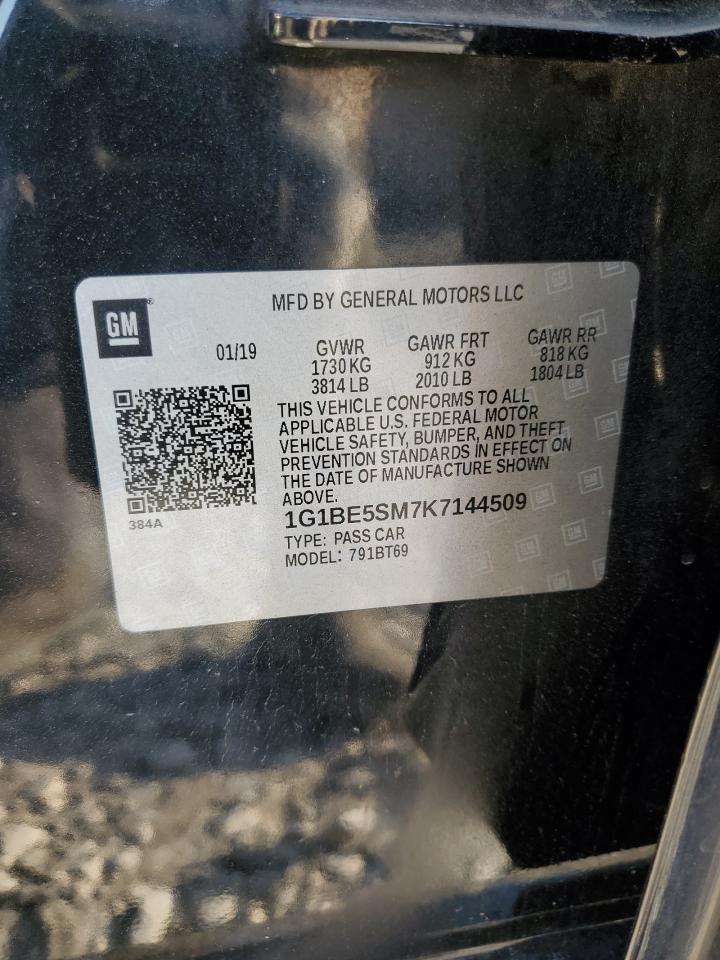 MFD BY GENERAL MOTORS LLC
GM®
01/19
GVWR
1730 KG
3814 LB
GAWR FRT
912 KG
2010 LB
GAWR RR
818 KG
1804 LB
THIS VEHICLE CONFORMS TO ALL
APPLICABLE U.S. FEDERAL MOTOR
VEHICLE SAFETY, BUMPER, AND THEFT
PREVENTION STANDARDS IN EFFECT ON
THE DATE OF MANUFACTURE SHOWN
ABOVE.
384A
1G1BE5SM7K7144509
TYPE: PASS CAR
MODEL: 791BT69